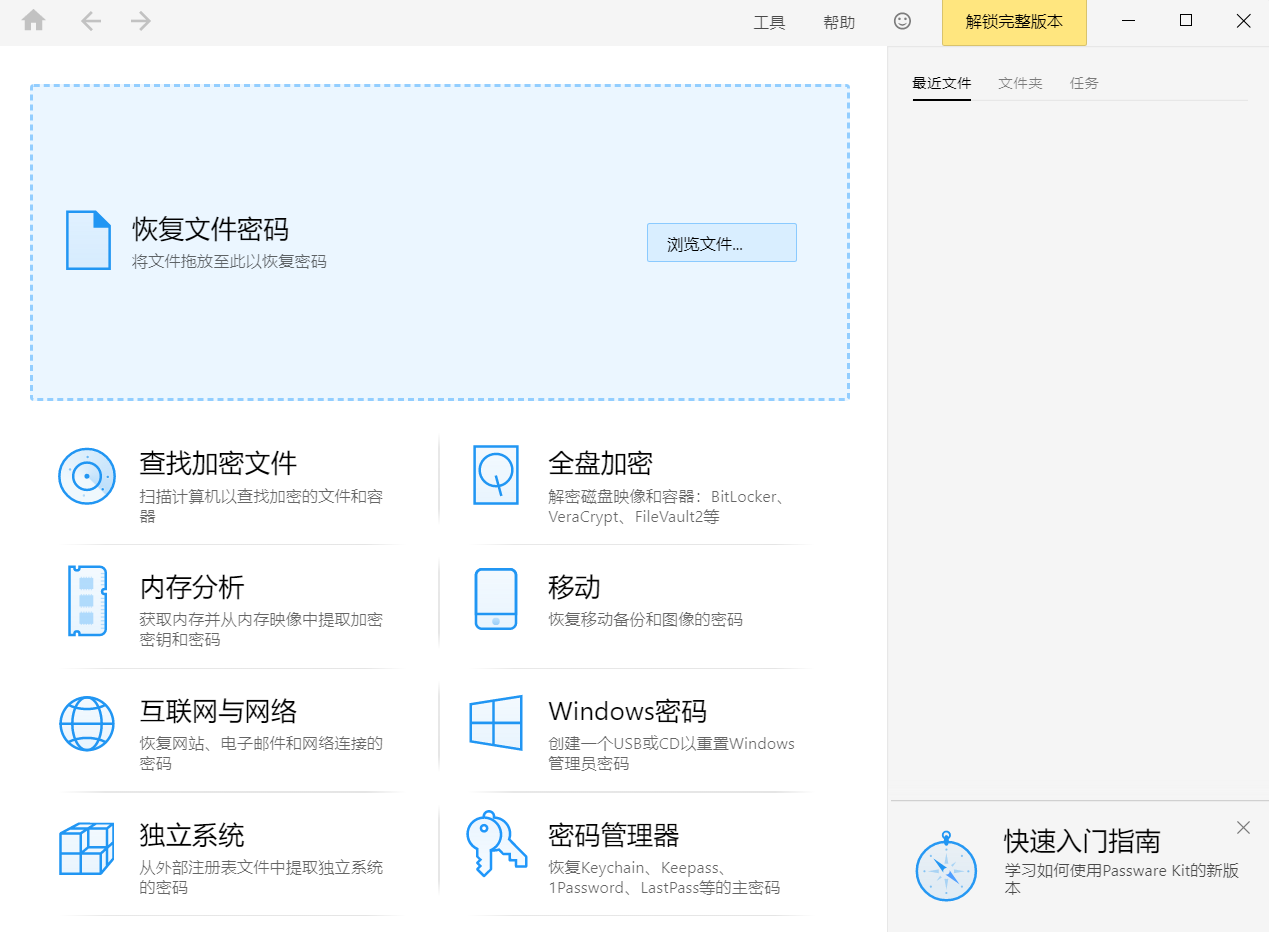 工具 帮助 解锁完整版本
最近文件 文件夹 任务
恢复文件密码
将文件拖放至此以恢复密码
浏览文件...
查找加密文件
扫描计算机以查找加密的文件和容
器
全盘加密
解密磁盘映像和容器：BitLocker、
VeraCrypt、FileVault2等
内存分析
获取内存并从内存映像中提取加密
密钥和密码
移动
恢复移动备份和图像的密码
互联网与网络
恢复网站、电子邮件和网络连接的
密码
Windows密码
创建一个USB或CD以重置Windows
管理员密码
独立系统
从外部注册表文件中提取独立系统
的密码
密码管理器
恢复Keychain、Keepass、
1Password、LastPass等的主密码
快速入门指南
学习如何使用Passware Kit的新版
本